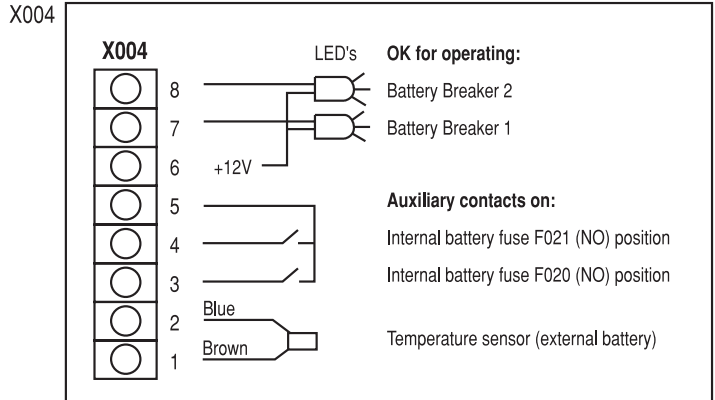 X004
X004 LED's OK for operating:
8 Battery Breaker 2
7 Battery Breaker 1
6 +12V
5 Auxiliary contacts on:
4 Internal battery fuse F021 (NO) position
3 Internal battery fuse F020 (NO) position
2 Blue
Temperature sensor (external battery)
1 Brown